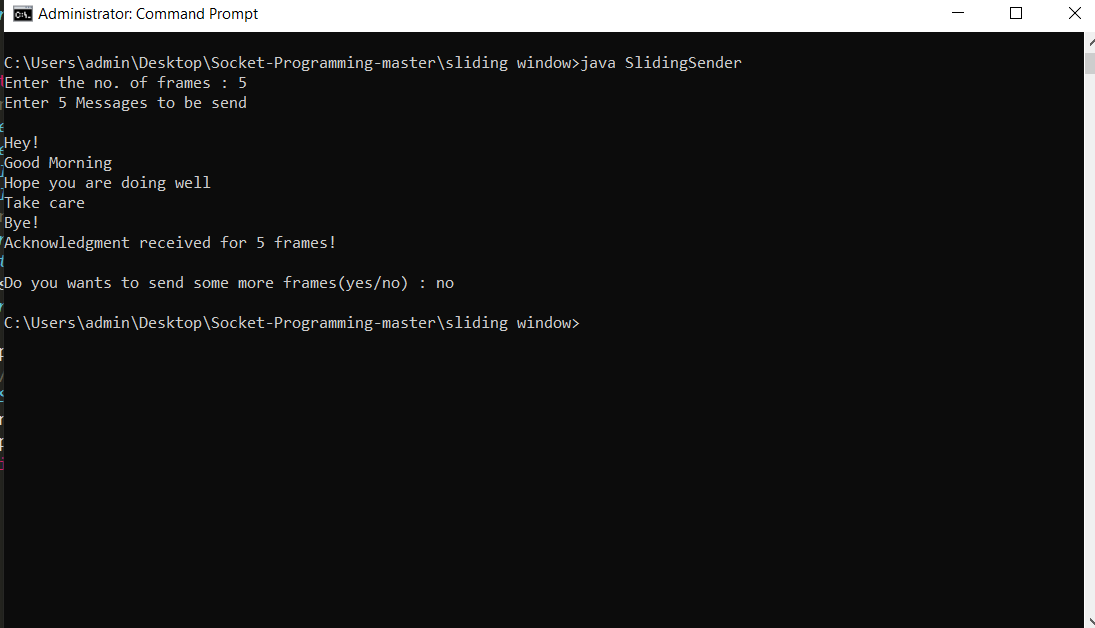 Administrator: Command Prompt
C:\Users\admin\Desktop\Socket-Programming-master\sliding window>java SlidingSender
Enter the no. of frames : 5
Enter 5 Messages to be send
Hey!
Good Morning
Hope you are doing well
Take care
Bye!
Acknowledgment received for 5 frames!
Do you wants to send some more frames(yes/no) : no
C:\Users\admin\Desktop\Socket-Programming-master\sliding window>